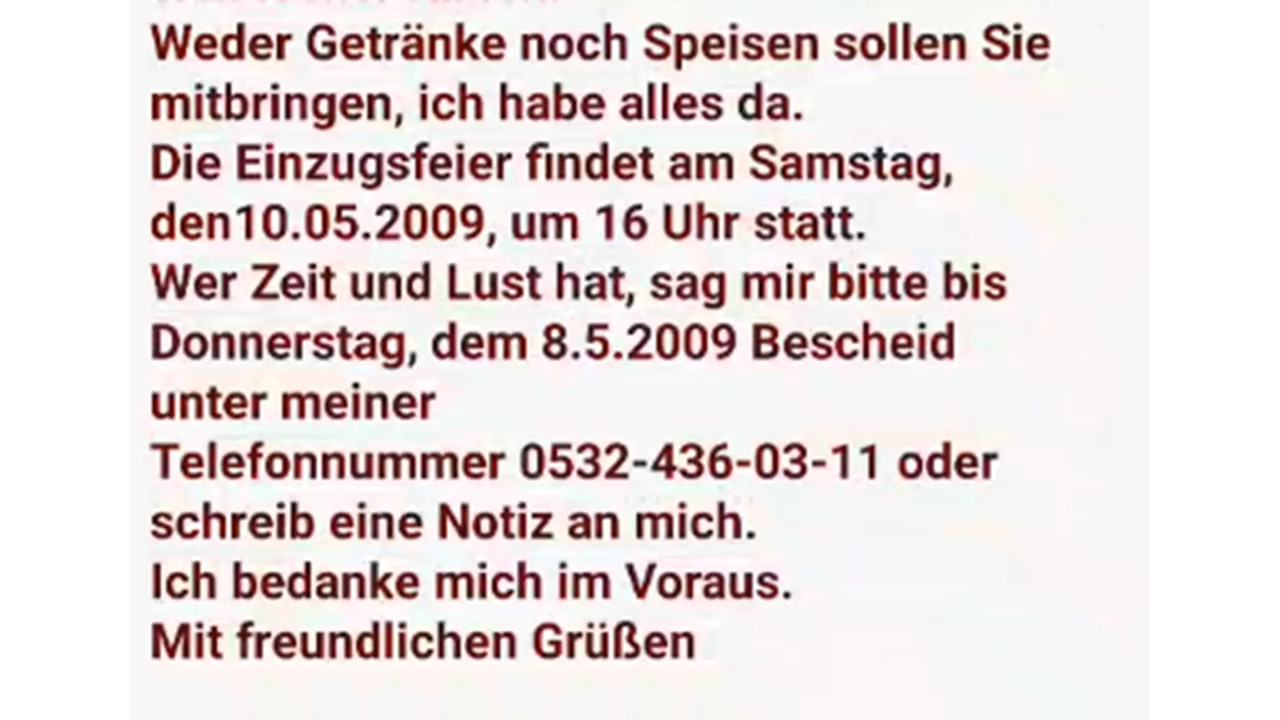 Weder Getränke noch Speisen sollen Sie
mitbringen, ich habe alles da.
Die Einzugsfeier findet am Samstag,
den10.05.2009, um 16 Uhr statt.
Wer Zeit und Lust hat, sag mir bitte bis
Donnerstag, dem 8.5.2009 Bescheid
unter meiner
Telefonnummer 0532-436-03-11 oder
schreib eine Notiz an mich.
Ich bedanke mich im Voraus.
Mit freundlichen Grüßen